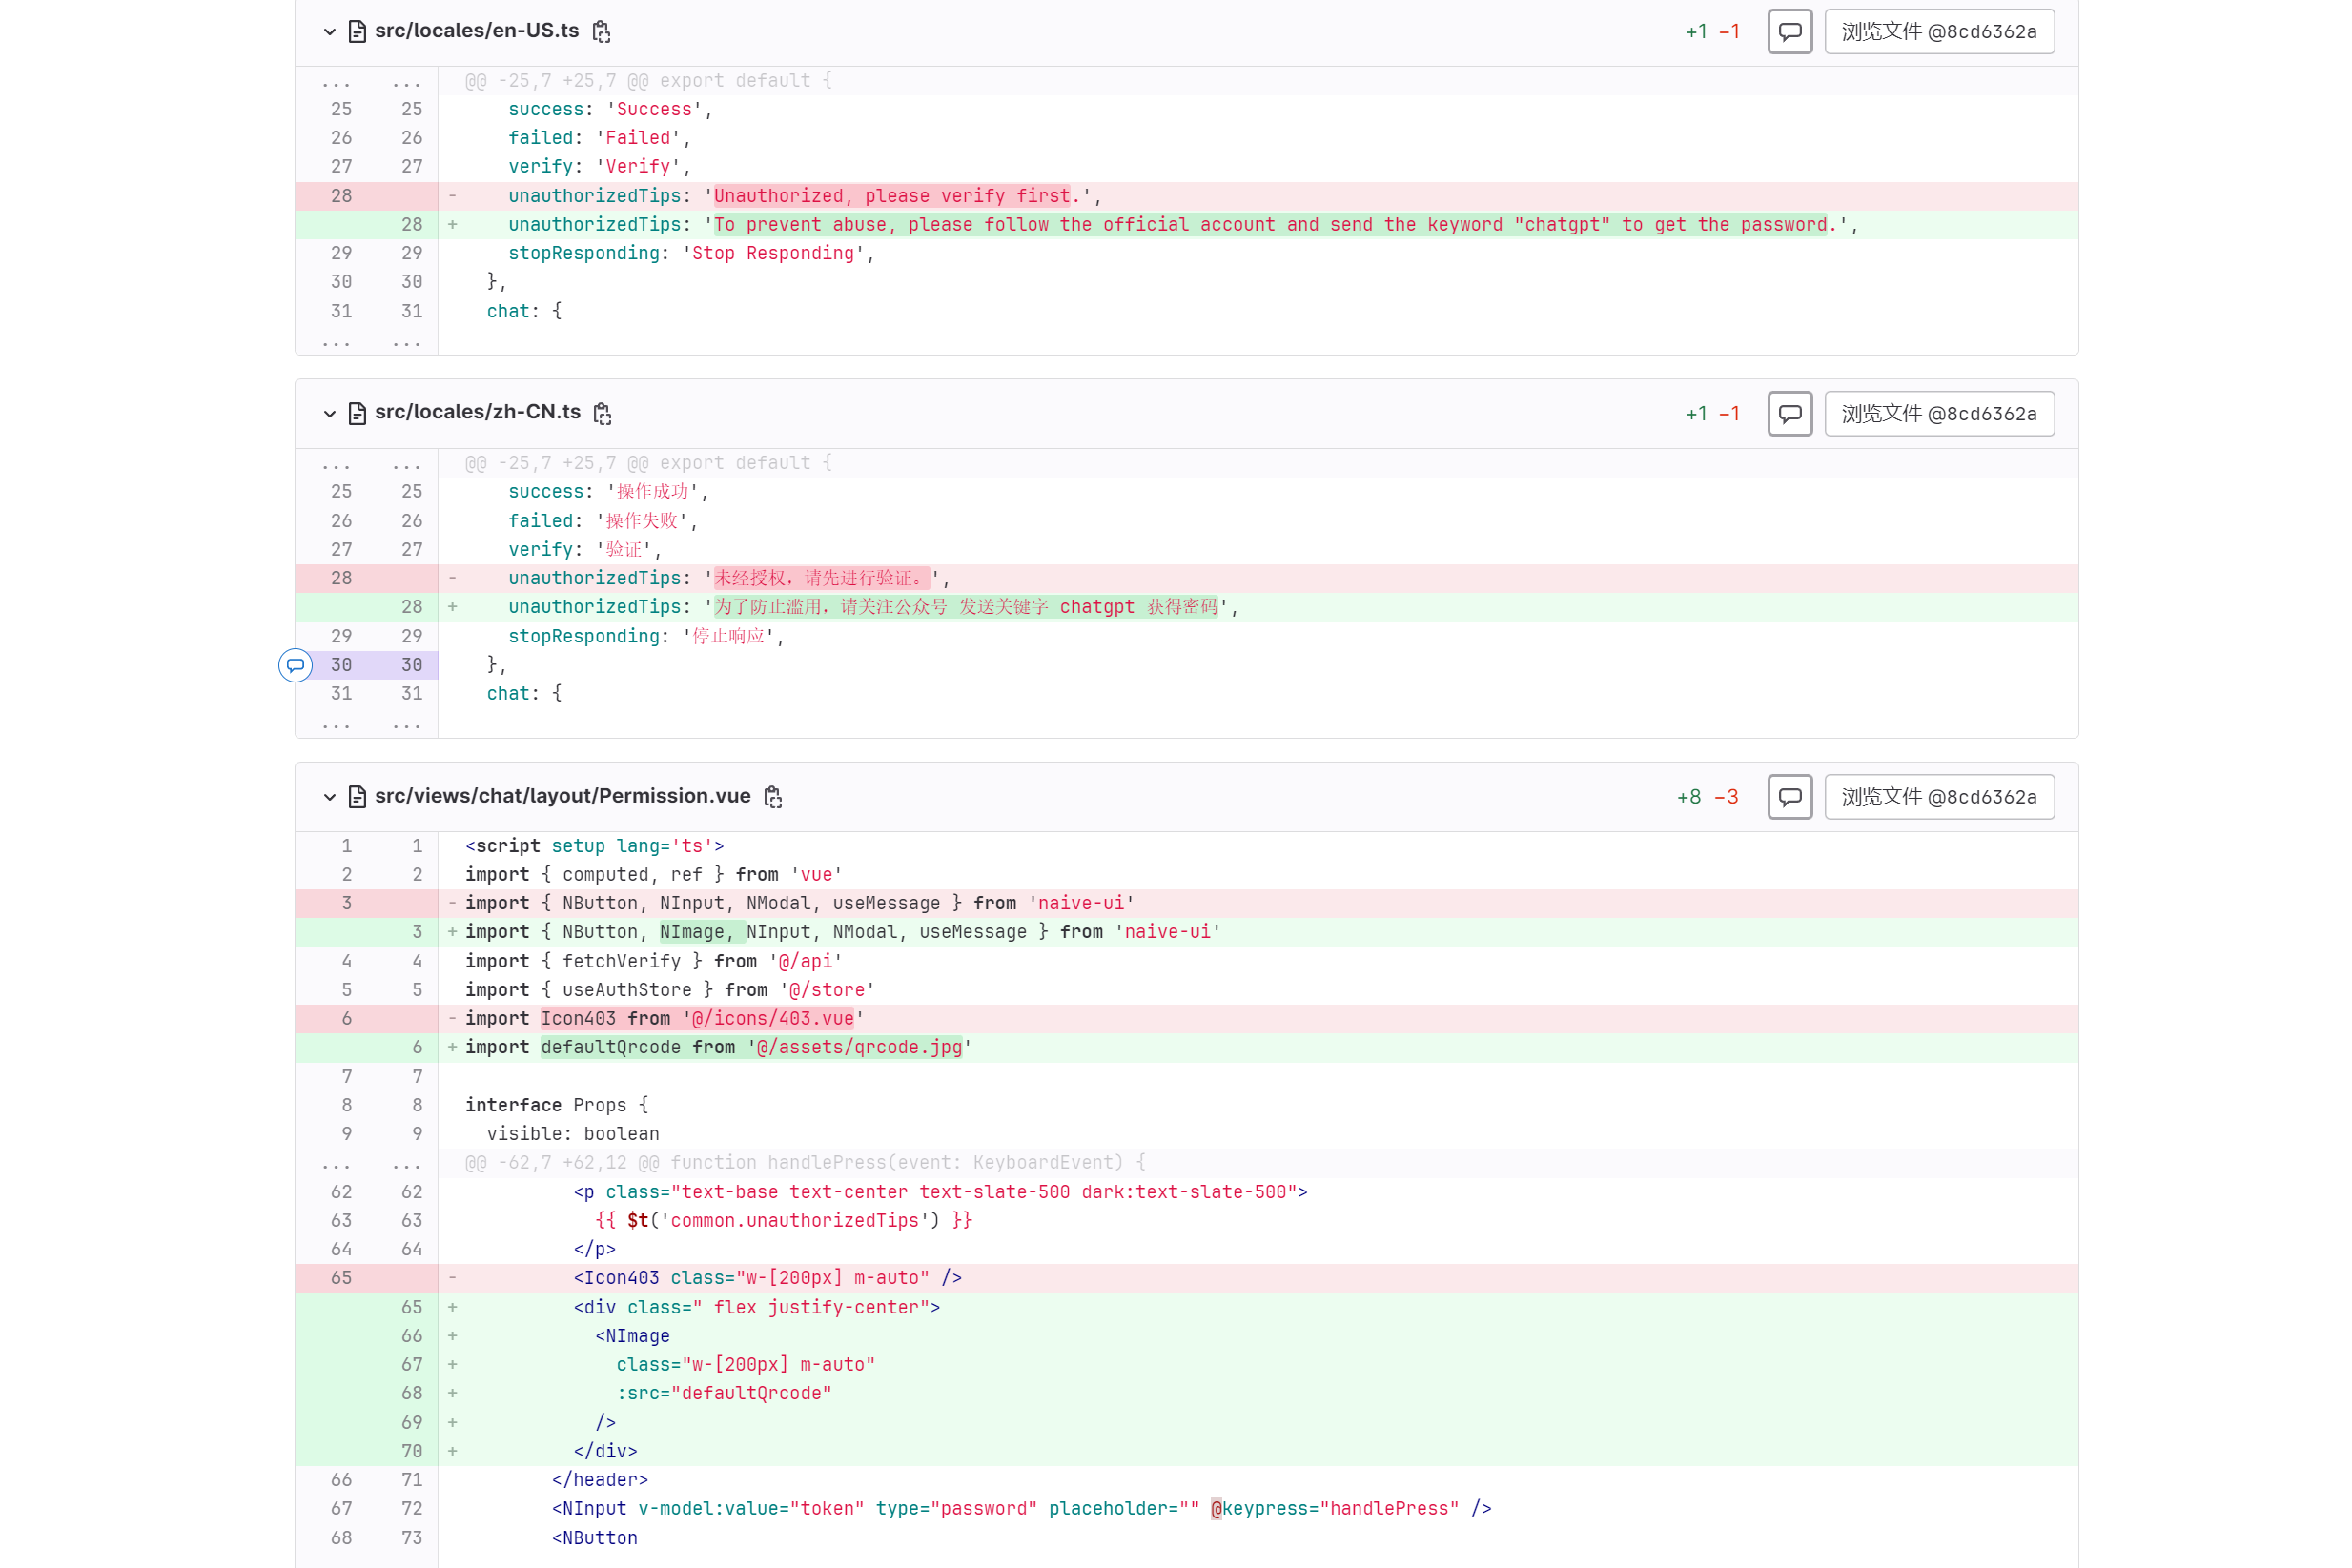 src/locales/en-US.ts +1 −1 浏览文件 @8cd6362a
... ... @@ -25,7 +25,7 @@ export default {
25 25 success: 'Success',
26 26 failed: 'Failed',
27 27 verify: 'Verify',
28 - unauthorizedTips: 'Unauthorized, please verify first.',
28 + unauthorizedTips: 'To prevent abuse, please follow the official account and send the keyword "chatgpt" to get the password.',
29 29 stopResponding: 'Stop Responding',
30 30 },
31 31 chat: {
... ...
src/locales/zh-CN.ts +1 −1 浏览文件 @8cd6362a
... ... @@ -25,7 +25,7 @@ export default {
25 25 success: '操作成功',
26 26 failed: '操作失败',
27 27 verify: '验证',
28 - unauthorizedTips: '未经授权，请先进行验证。',
28 + unauthorizedTips: '为了防止滥用，请关注公众号 发送关键字 chatgpt 获得密码',
29 29 stopResponding: '停止响应',
30 30 },
31 31 chat: {
... ...
src/views/chat/layout/Permission.vue +8 −3 浏览文件 @8cd6362a
1 1 <script setup lang='ts'>
2 2 import { computed, ref } from 'vue'
3 - import { NButton, NInput, NModal, useMessage } from 'naive-ui'
3 + import { NButton, NImage, NInput, NModal, useMessage } from 'naive-ui'
4 4 import { fetchVerify } from '@/api'
5 5 import { useAuthStore } from '@/store'
6 - import Icon403 from '@/icons/403.vue'
6 + import defaultQrcode from '@/assets/qrcode.jpg'
7 7
8 8 interface Props {
9 9 visible: boolean
... ... @@ -62,7 +62,12 @@ function handlePress(event: KeyboardEvent) {
62 62 <p class="text-base text-center text-slate-500 dark:text-slate-500">
63 63 {{ $t('common.unauthorizedTips') }}
64 64 </p>
65 - <Icon403 class="w-[200px] m-auto" />
65 + <div class=" flex justify-center">
66 + <NImage
67 + class="w-[200px] m-auto"
68 + :src="defaultQrcode"
69 + />
70 + </div>
66 71 </header>
67 72 <NInput v-model:value="token" type="password" placeholder="" @keypress="handlePress" />
68 73 <NButton